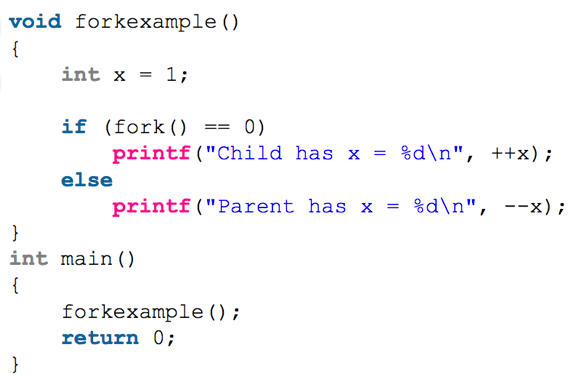 void forkexample()
{
    int x = 1;

    if (fork() == 0)
        printf("Child has x = %d\n", ++x);
    else
        printf("Parent has x = %d\n", --x);
}
int main()
{
    forkexample();
    return 0;
}